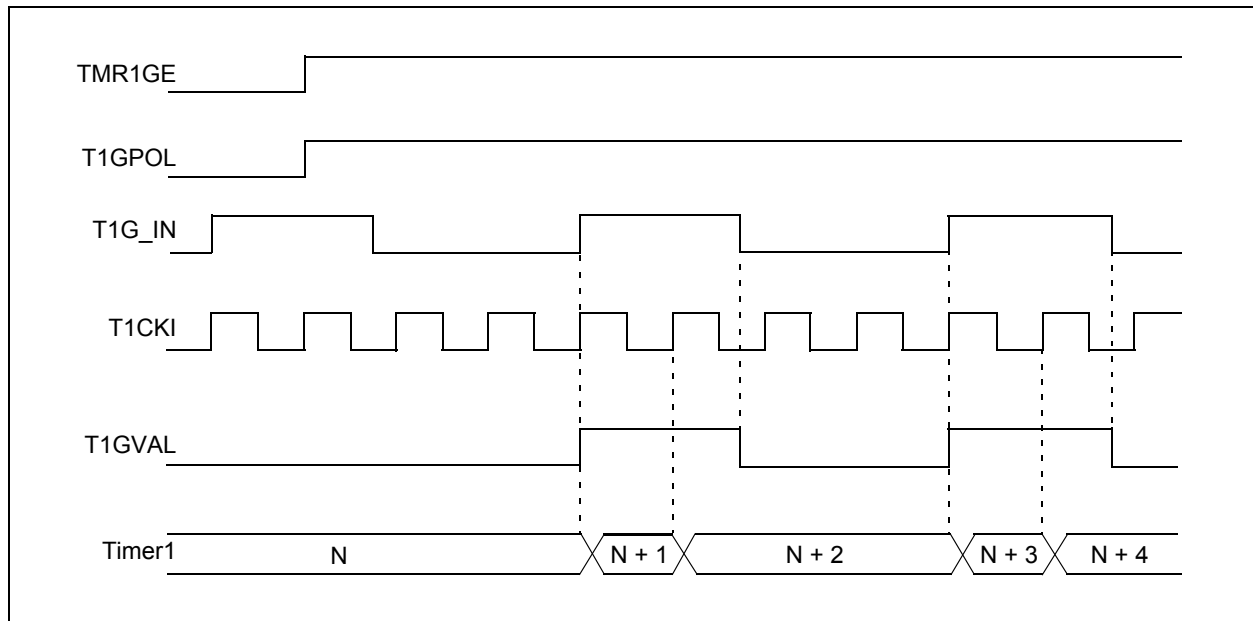 TMR1GE
T1GPOL
T1G_IN
T1CKI
T1GVAL
Timer1 N N + 1 N + 2 N + 3 N + 4